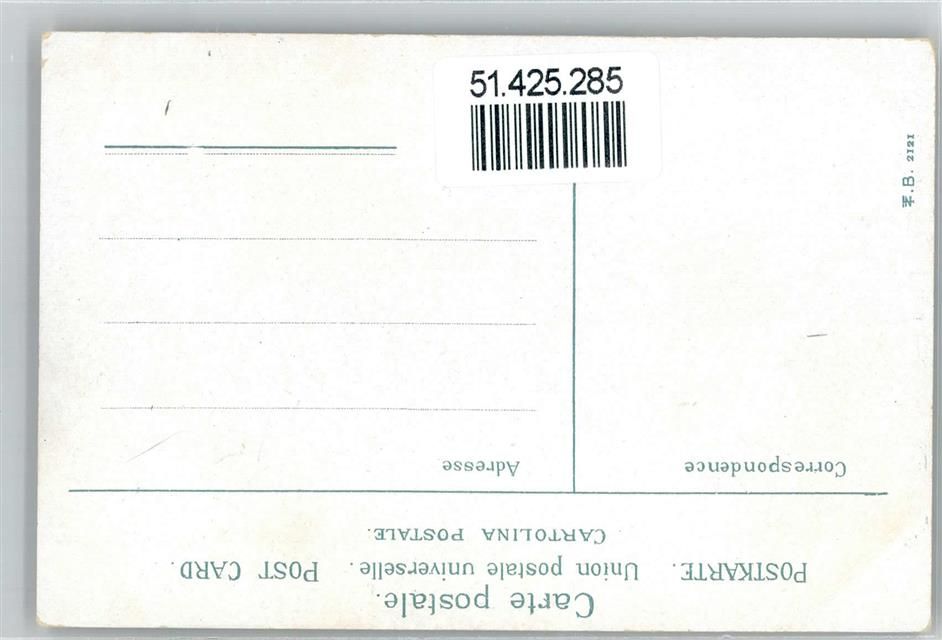 51.425.285
Carte postale.
POSTKARTE. Union postale universelle. POST CARD.
CARTOLINA POSTALE.
Correspondence
Adresse
.B. 2121